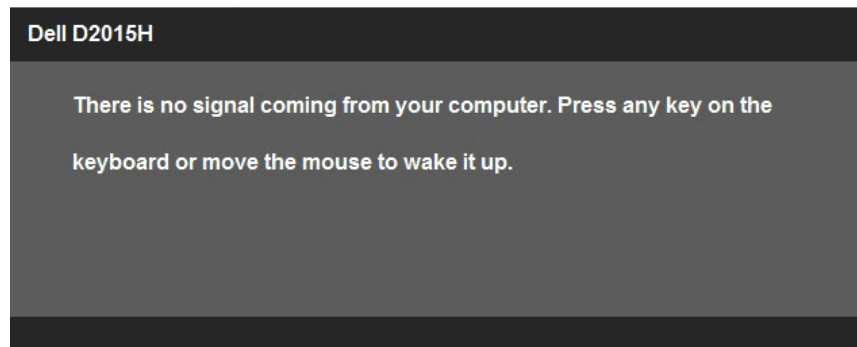 Dell D2015H
There is no signal coming from your computer. Press any key on the
keyboard or move the mouse to wake it up.